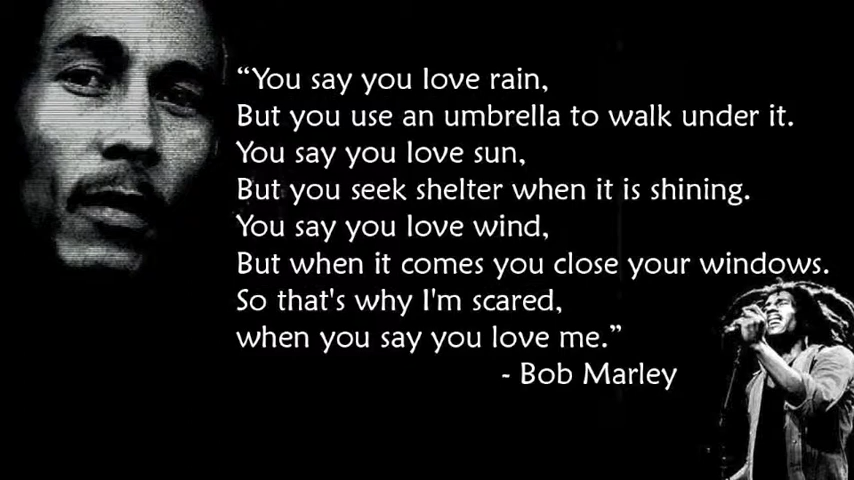 “You say you love rain,
But you use an umbrella to walk under it.
You say you love sun,
But you seek shelter when it is shining.
You say you love wind,
But when it comes you close your windows.
So that's why I'm scared,
when you say you love me.”
- Bob Marley